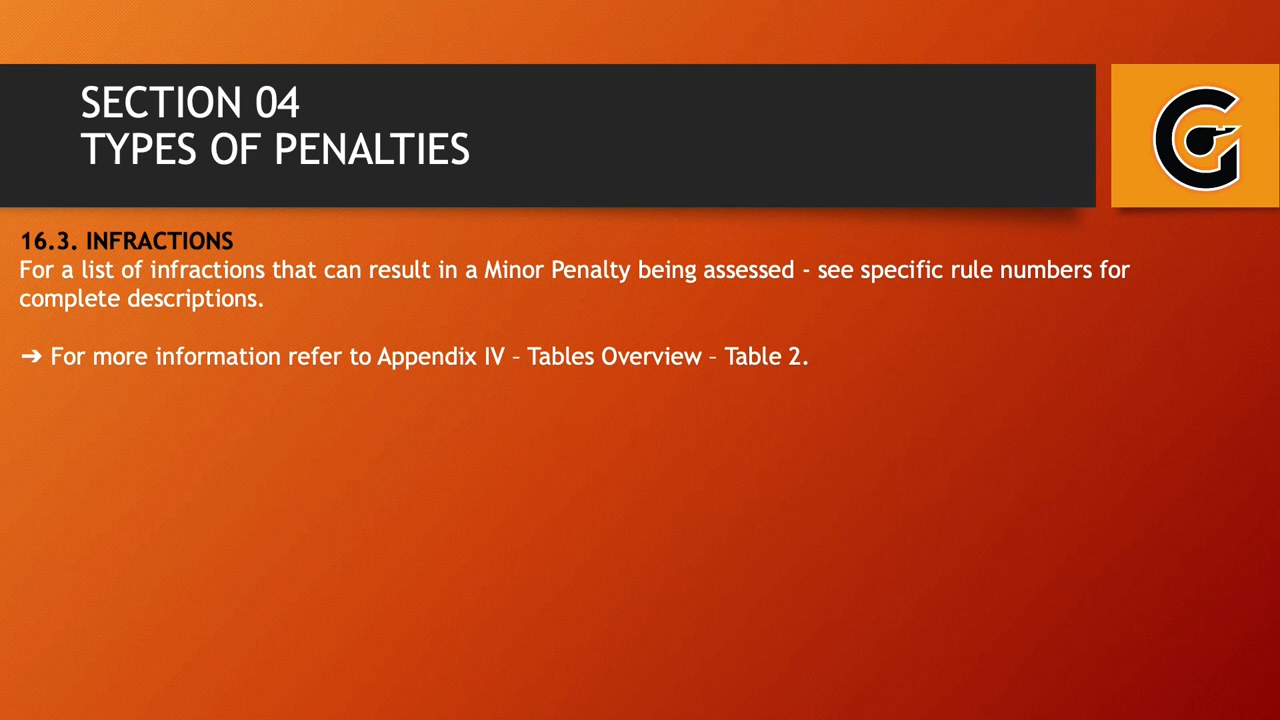 SECTION 04
TYPES OF PENALTIES
16.3. INFRACTIONS
For a list of infractions that can result in a Minor Penalty being assessed - see specific rule numbers for
complete descriptions.
➔ For more information refer to Appendix IV – Tables Overview – Table 2.
G